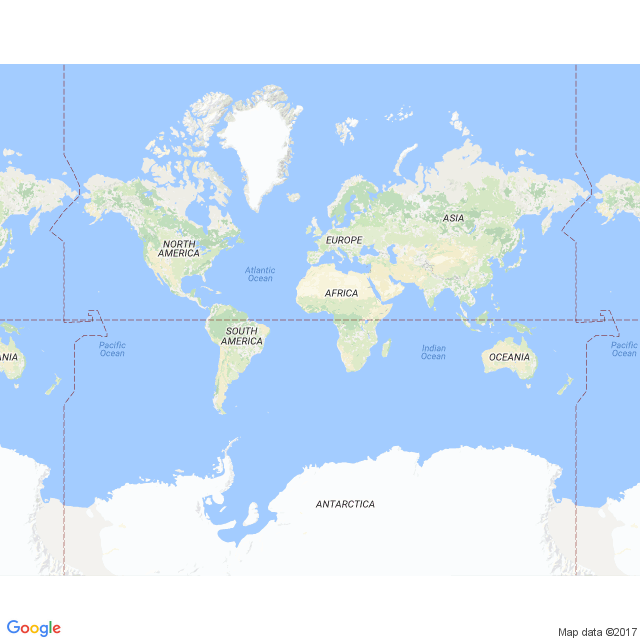 ASIA
EUROPE
NORTH
AMERICA
Atlantic
Ocean
AFRICA
SOUTH
AMERICA
Pacific
Ocean
Indian
Ocean
Pacific
Ocean
ANIA
OCEANIA
ANTARCTICA
Google
Map data ©2017